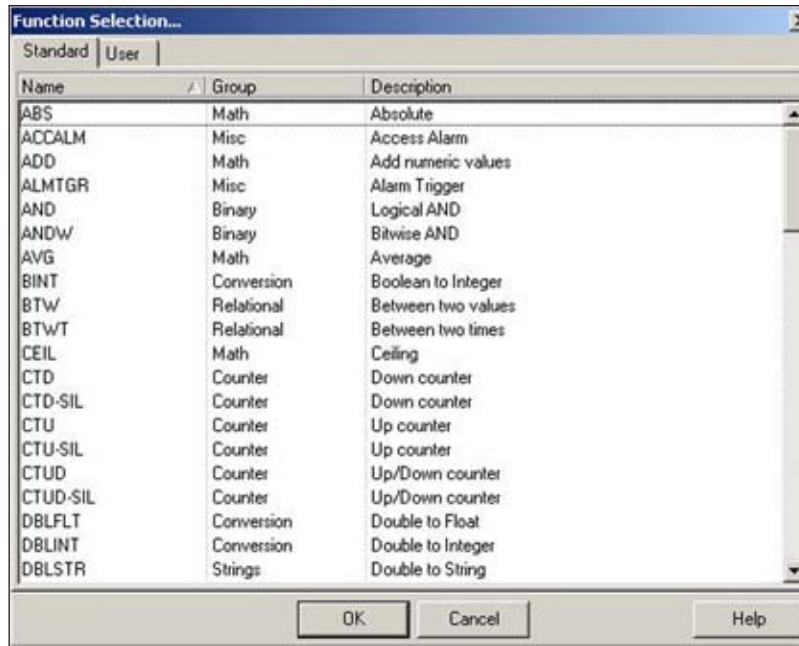 Function Selection...
Standard User
Name Group Description
ABS Math Absolute
ACCALM Misc Access Alarm
ADD Math Add numeric values
ALMTGR Misc Alarm Trigger
AND Binary Logical AND
ANDW Binary Bitwise AND
AVG Math Average
BINT Conversion Boolean to Integer
BTW Relational Between two values
BTWT Relational Between two times
CEIL Math Ceiling
CTD Counter Down counter
CTD-SIL Counter Down counter
CTU Counter Up counter
CTU-SIL Counter Up counter
CTUD Counter Up/Down counter
CTUD-SIL Counter Up/Down counter
DBLFLT Conversion Double to Float
DBLINT Conversion Double to Integer
DBLSTR Strings Double to String
OK Cancel Help